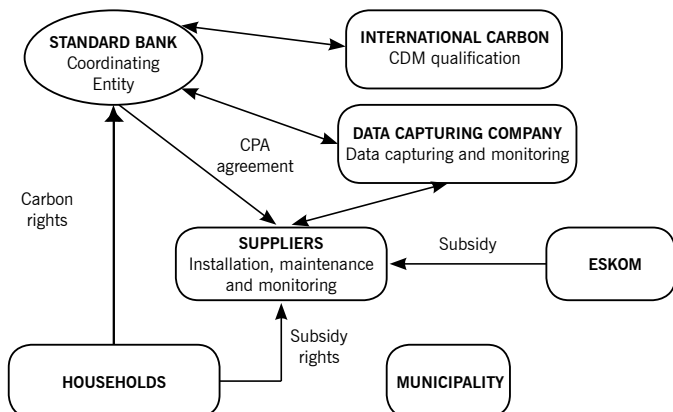 STANDARD BANK
Coordinating
Entity
INTERNATIONAL CARBON
CDM qualification
DATA CAPTURING COMPANY
Data capturing and monitoring
CPA
agreement
Carbon
rights
SUPPLIERS
Installation, maintenance
and monitoring
Subsidy
ESKOM
Subsidy
rights
HOUSEHOLDS
MUNICIPALITY